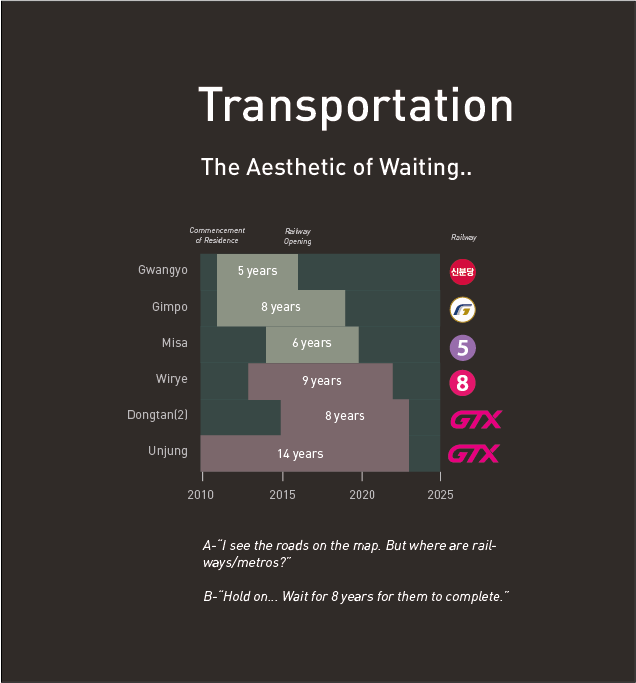 Transportation
The Aesthetic of Waiting..
Commencement
of Residence
Railway
Opening
Railway
Gwangyo
5 years
신분당
Gimpo
8 years
Misa
6 years
5
Wirye
9 years
8
Dongtan(2)
8 years
GTX
Unjung
14 years
GTX
2010
2015
2020
2025
A-“I see the roads on the map. But where are rail-
ways/metros?”
B-“Hold on... Wait for 8 years for them to complete.”